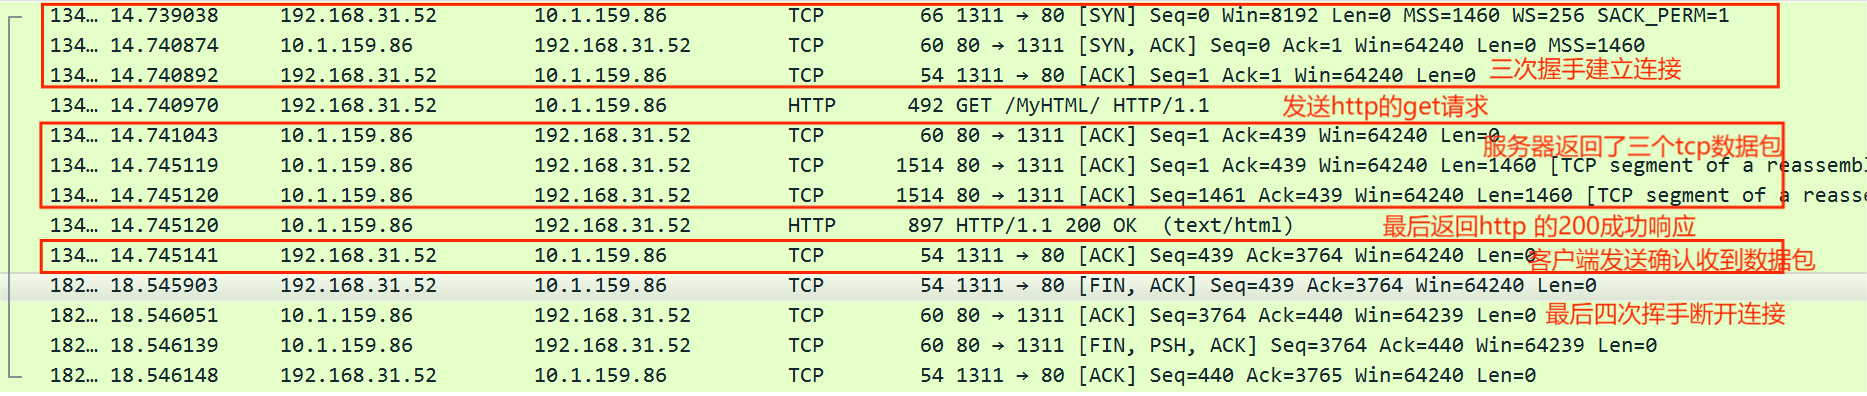 134… 14.739038 192.168.31.52 10.1.159.86 TCP 66 1311 → 80 [SYN] Seq=0 Win=8192 Len=0 MSS=1460 WS=256 SACK_PERM=1
134… 14.740874 10.1.159.86 192.168.31.52 TCP 60 80 → 1311 [SYN, ACK] Seq=0 Ack=1 Win=64240 Len=0 MSS=1460
134… 14.740892 192.168.31.52 10.1.159.86 TCP 54 1311 → 80 [ACK] Seq=1 Ack=1 Win=64240 Len=0 三次握手建立连接
134… 14.740970 192.168.31.52 10.1.159.86 HTTP 492 GET /MyHTML/ HTTP/1.1 发送http的get请求
134… 14.741043 10.1.159.86 192.168.31.52 TCP 60 80 → 1311 [ACK] Seq=1 Ack=439 Win=64240 Len=0 服务器返回了三个tcp数据包
134… 14.745119 10.1.159.86 192.168.31.52 TCP 1514 80 → 1311 [ACK] Seq=1 Ack=439 Win=64240 Len=1460 [TCP segment of a reassembl
134… 14.745120 10.1.159.86 192.168.31.52 TCP 1514 80 → 1311 [ACK] Seq=1461 Ack=439 Win=64240 Len=1460 [TCP segment of a reasse
134… 14.745120 10.1.159.86 192.168.31.52 HTTP 897 HTTP/1.1 200 OK (text/html) 最后返回http 的200成功响应
134… 14.745141 192.168.31.52 10.1.159.86 TCP 54 1311 → 80 [ACK] Seq=439 Ack=3764 Win=64240 Len=0 客户端发送确认收到数据包
182… 18.545903 192.168.31.52 10.1.159.86 TCP 54 1311 → 80 [FIN, ACK] Seq=439 Ack=3764 Win=64240 Len=0
182… 18.546051 10.1.159.86 192.168.31.52 TCP 60 80 → 1311 [ACK] Seq=3764 Ack=440 Win=64239 Len=0 最后四次挥手断开连接
182… 18.546139 10.1.159.86 192.168.31.52 TCP 60 80 → 1311 [FIN, PSH, ACK] Seq=3764 Ack=440 Win=64239 Len=0
182… 18.546148 192.168.31.52 10.1.159.86 TCP 54 1311 → 80 [ACK] Seq=440 Ack=3765 Win=64240 Len=0